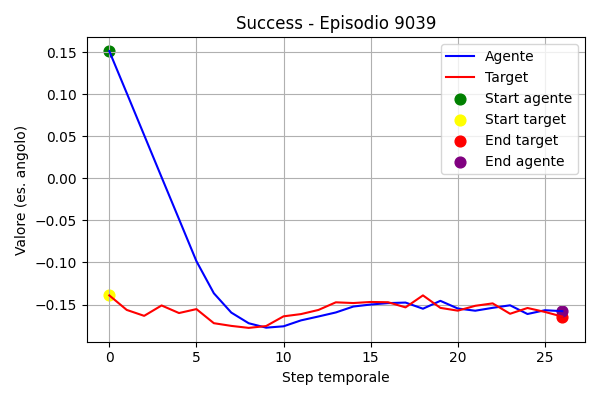 Success - Episodio 9039
Valore (es. angolo)
0.15
0.10
0.05
0.00
−0.05
−0.10
−0.15
Agente
Target
Start agente
Start target
End target
End agente
0 5 10 15 20 25
Step temporale